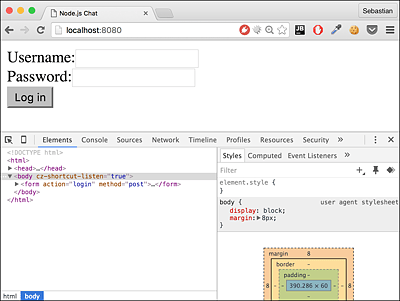 Node.js Chat
Sebastian
localhost:8080
JB
Username:
Password:
Log in
Elements Console Sources Network Timeline Profiles Resources Security
<!DOCTYPE html>
<html>
<head>…</head>
<body cz-shortcut-listen="true">
<form action="login" method="post">…</form>
</body>
</html>
html body
Styles Computed Event Listeners
Filter
element.style {
}
body { user agent stylesheet
display: block;
margin: 8px;
}
margin 8
border -
padding -
8 - - 390.286 × 60 - - 8